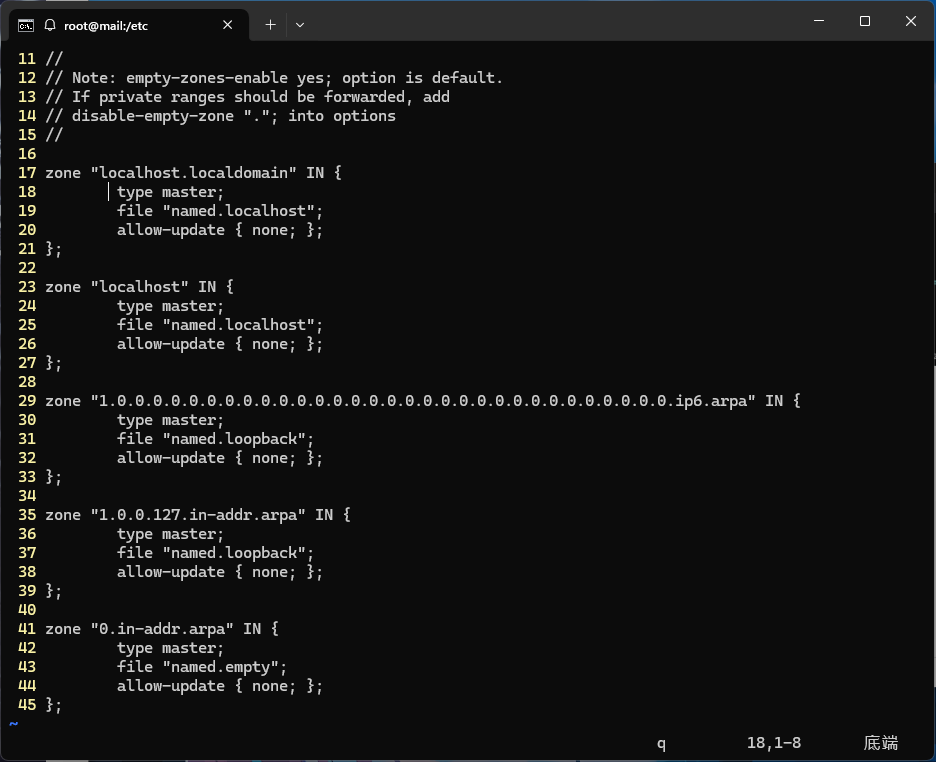 root@mail:/etc
11 //
12 // Note: empty-zones-enable yes; option is default.
13 // If private ranges should be forwarded, add
14 // disable-empty-zone "."; into options
15 //
16
17 zone "localhost.localdomain" IN {
18         type master;
19         file "named.localhost";
20         allow-update { none; };
21 };
22
23 zone "localhost" IN {
24         type master;
25         file "named.localhost";
26         allow-update { none; };
27 };
28
29 zone "1.0.0.0.0.0.0.0.0.0.0.0.0.0.0.0.0.0.0.0.0.0.0.0.0.0.0.0.0.0.0.0.ip6.arpa" IN {
30         type master;
31         file "named.loopback";
32         allow-update { none; };
33 };
34
35 zone "1.0.0.127.in-addr.arpa" IN {
36         type master;
37         file "named.loopback";
38         allow-update { none; };
39 };
40
41 zone "0.in-addr.arpa" IN {
42         type master;
43         file "named.empty";
44         allow-update { none; };
45 };
~
q 18,1-8 底端